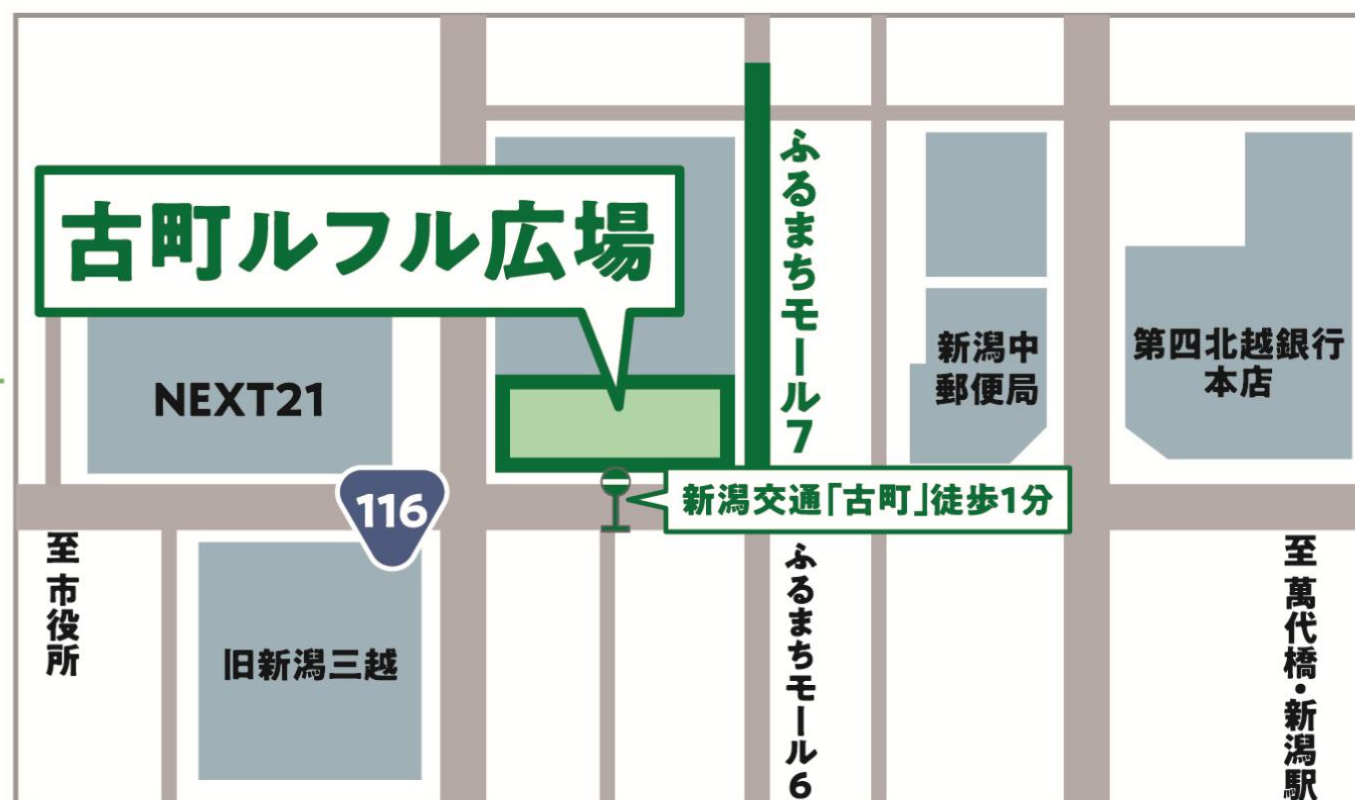 古町ルフル広場
ふるまちモール7
NEXT21
新潟中
郵便局
第四北越銀行
本店
116
新潟交通「古町」徒歩1分
至 市役所
旧新潟三越
ふるまちモール6
至 萬代橋・新潟駅